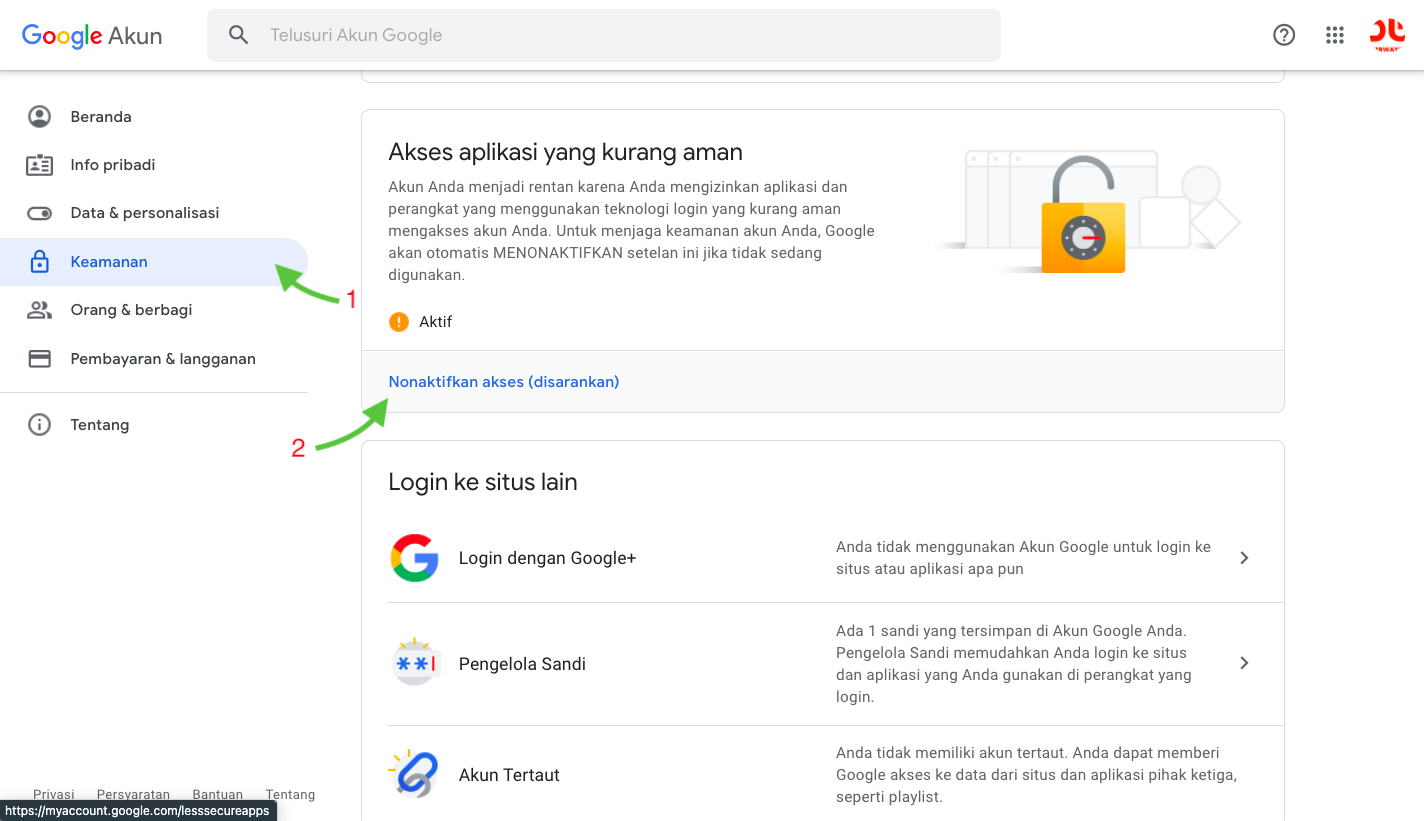 Google Akun
Telusuri Akun Google
Beranda
Info pribadi
Data & personalisasi
Keamanan
Orang & berbagi
Pembayaran & langganan
Tentang
1
Akses aplikasi yang kurang aman
Akun Anda menjadi rentan karena Anda mengizinkan aplikasi dan
perangkat yang menggunakan teknologi login yang kurang aman
mengakses akun Anda. Untuk menjaga keamanan akun Anda, Google
akan otomatis MENONAKTIFKAN setelan ini jika tidak sedang
digunakan.
! Aktif
Nonaktifkan akses (disarankan)
2
Login ke situs lain
Login dengan Google+
Anda tidak menggunakan Akun Google untuk login ke
situs atau aplikasi apa pun
Pengelola Sandi
Ada 1 sandi yang tersimpan di Akun Google Anda.
Pengelola Sandi memudahkan Anda login ke situs
dan aplikasi yang Anda gunakan di perangkat yang
login.
Akun Tertaut
Anda tidak memiliki akun tertaut. Anda dapat memberi
Google akses ke data dari situs dan aplikasi pihak ketiga,
seperti playlist.
Privasi Persyaratan Bantuan Tentang
https://myaccount.google.com/lesssecureapps